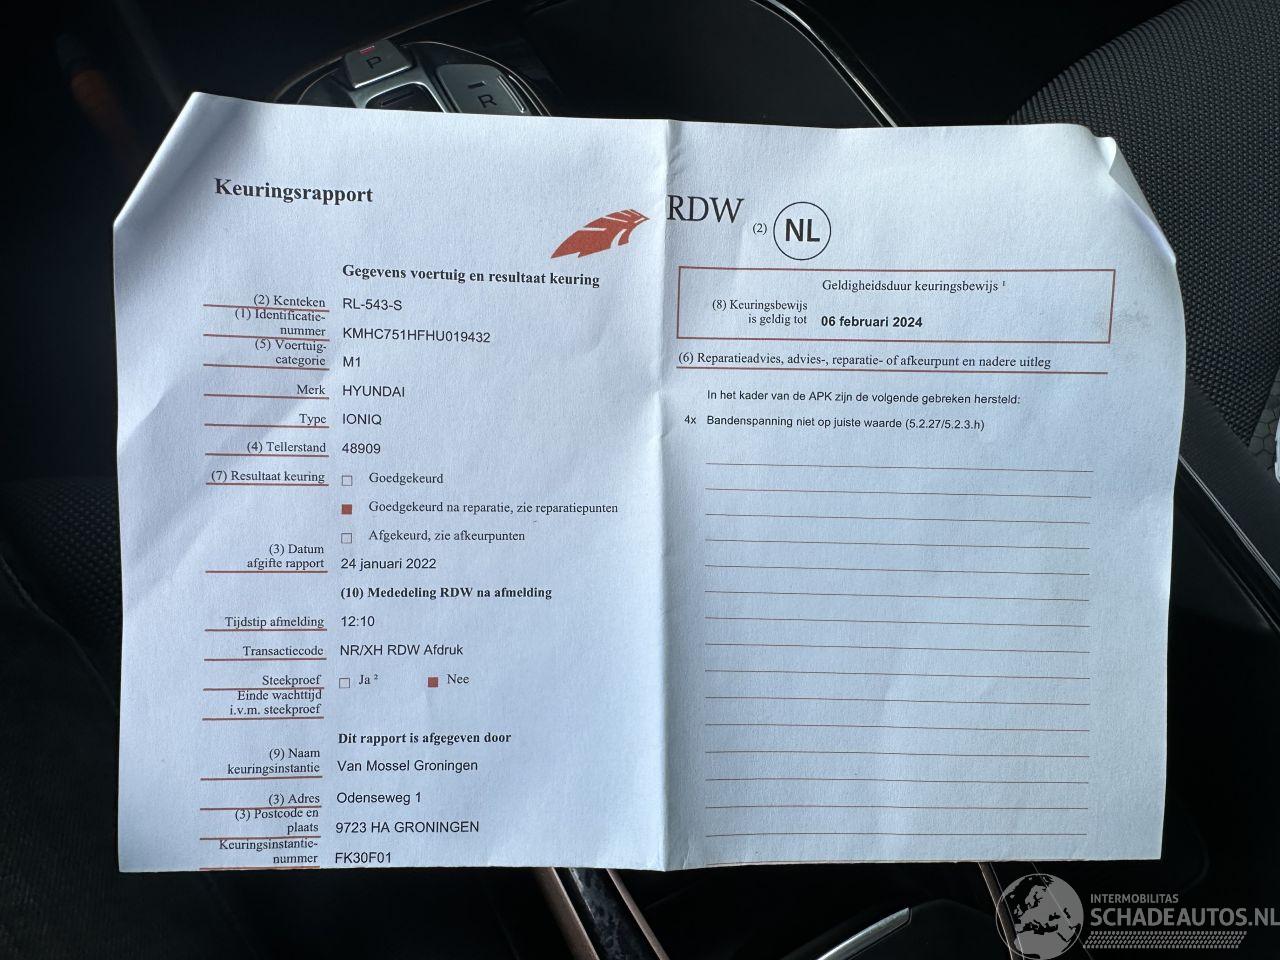 P
R
Keuringsrapport
RDW (2) NL
Gegevens voertuig en resultaat keuring
(2) Kenteken RL-543-S
(1) Identificatie-
nummer KMHC751HFHU019432
(5) Voertuig-
categorie M1
Merk HYUNDAI
Type IONIQ
(4) Tellerstand 48909
(7) Resultaat keuring Goedgekeurd
Goedgekeurd na reparatie, zie reparatiepunten
Afgekeurd, zie afkeurpunten
(3) Datum
afgifte rapport 24 januari 2022
(10) Mededeling RDW na afmelding
Tijdstip afmelding 12:10
Transactiecode NR/XH RDW Afdruk
Steekproef Ja ² Nee
Einde wachttijd
i.v.m. steekproef
Dit rapport is afgegeven door
(9) Naam
keuringsinstantie Van Mossel Groningen
(3) Adres Odenseweg 1
(3) Postcode en
plaats 9723 HA GRONINGEN
Keuringsinstantie-
nummer FK30F01
Geldigheidsduur keuringsbewijs ¹
(8) Keuringsbewijs
is geldig tot 06 februari 2024
(6) Reparatieadvies, advies-, reparatie- of afkeurpunt en nadere uitleg
In het kader van de APK zijn de volgende gebreken hersteld:
4x Bandenspanning niet op juiste waarde (5.2.27/5.2.3.h)
INTERMOBILITAS
SCHADEAUTOS.NL